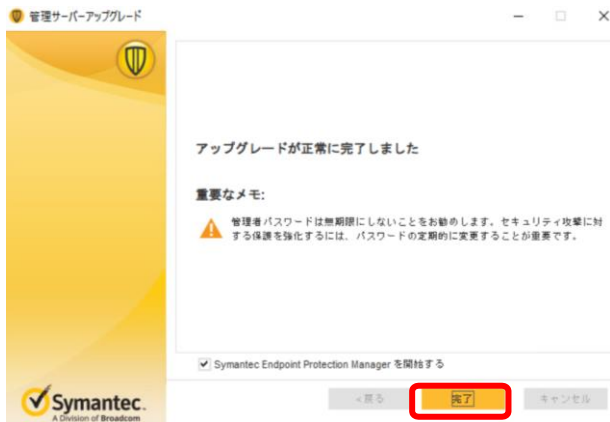 管理サーバーアップグレード
アップグレードが正常に完了しました
重要なメモ:
管理者パスワードは無期限にしないことをお勧めします。セキュリティ攻撃に対
する保護を強化するには、パスワードの定期的に変更することが重要です。
Symantec Endpoint Protection Manager を開始する
<戻る
完了
キャンセル
Symantec.
A Division of Broadcom